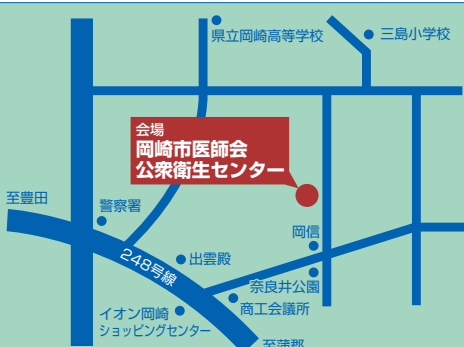 県立岡崎高等学校
三島小学校
会場
岡崎市医師会
公衆衛生センター
至豊田
警察署
岡信
248号線
出雲殿
奈良井公園
商工会議所
イオン岡崎
ショッピングセンター
至蒲郡